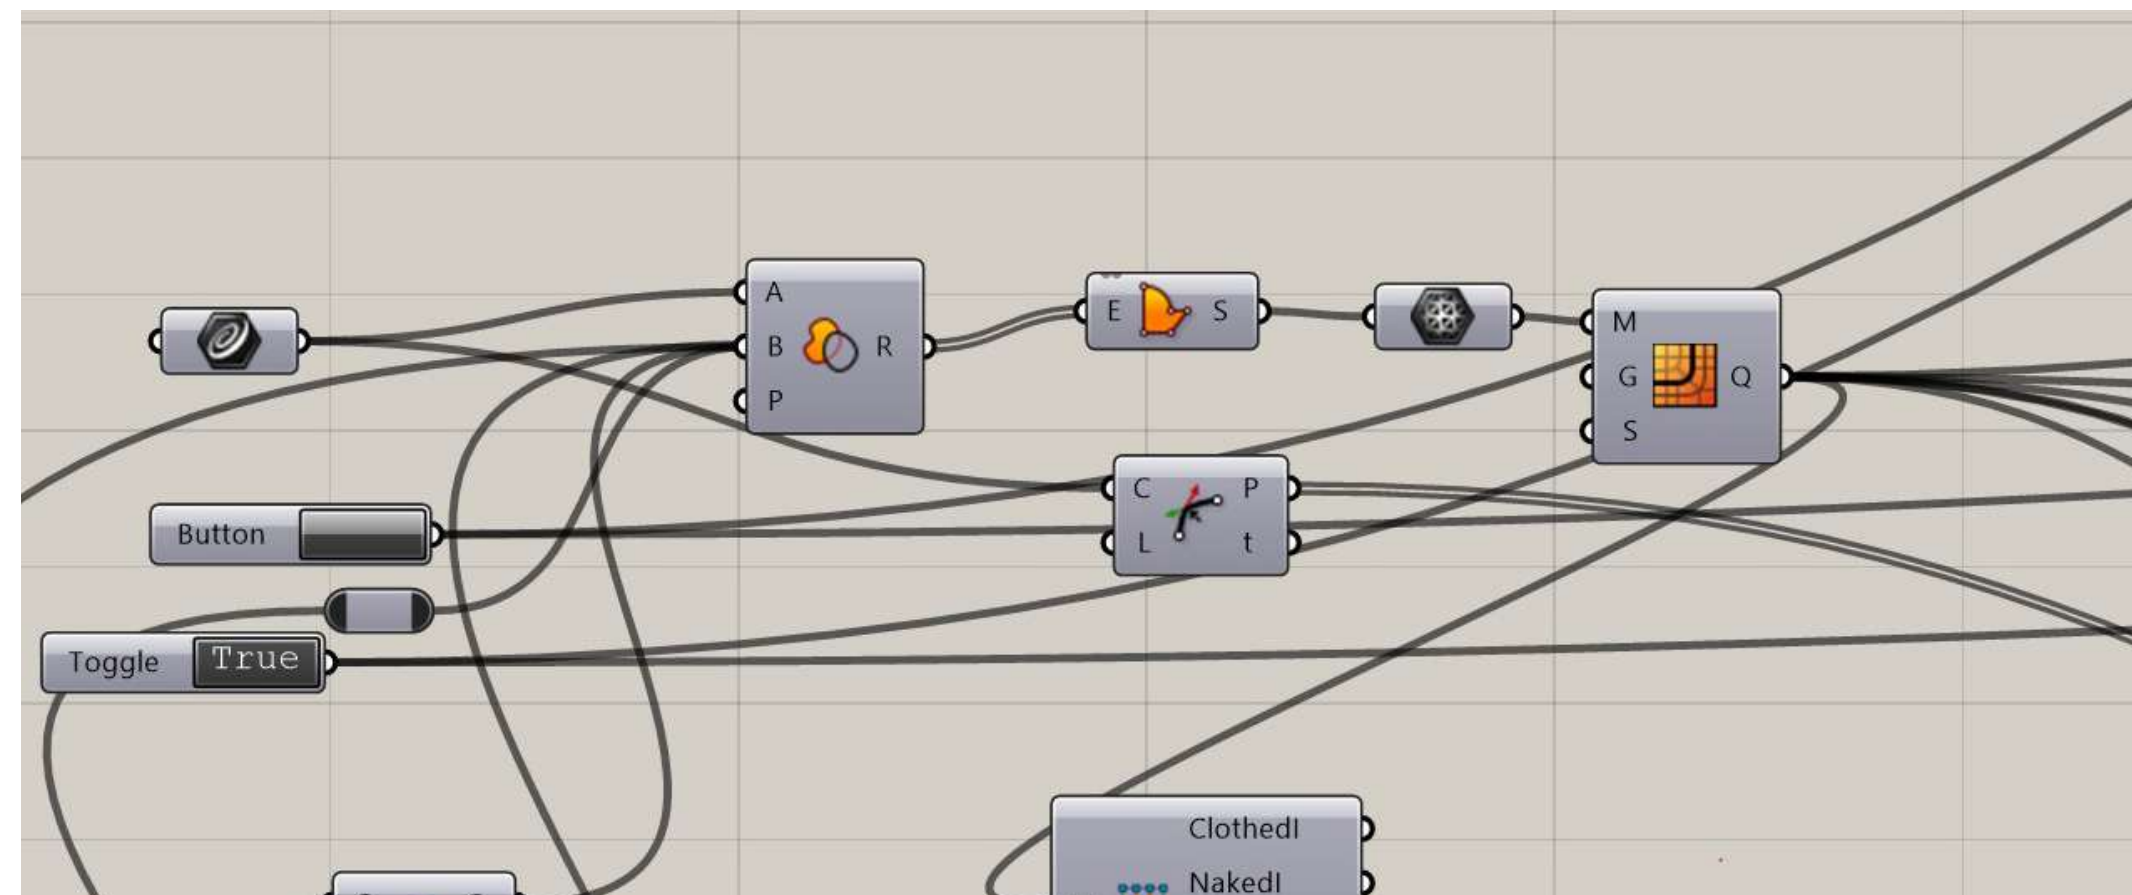 A
B R
P
E S
M
G Q
S
C P
L t
Button
Toggle True
ClothedI
NakedI